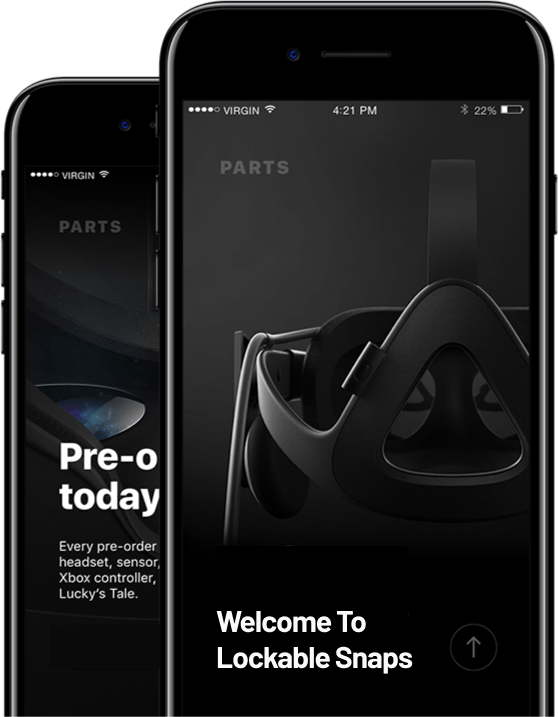 VIRGIN
4:21 PM
22%
PARTS
Welcome To
Lockable Snaps
VIRGIN
PARTS
Pre-o
today
Every pre-order
headset, sensor,
Xbox controller,
Lucky's Tale.